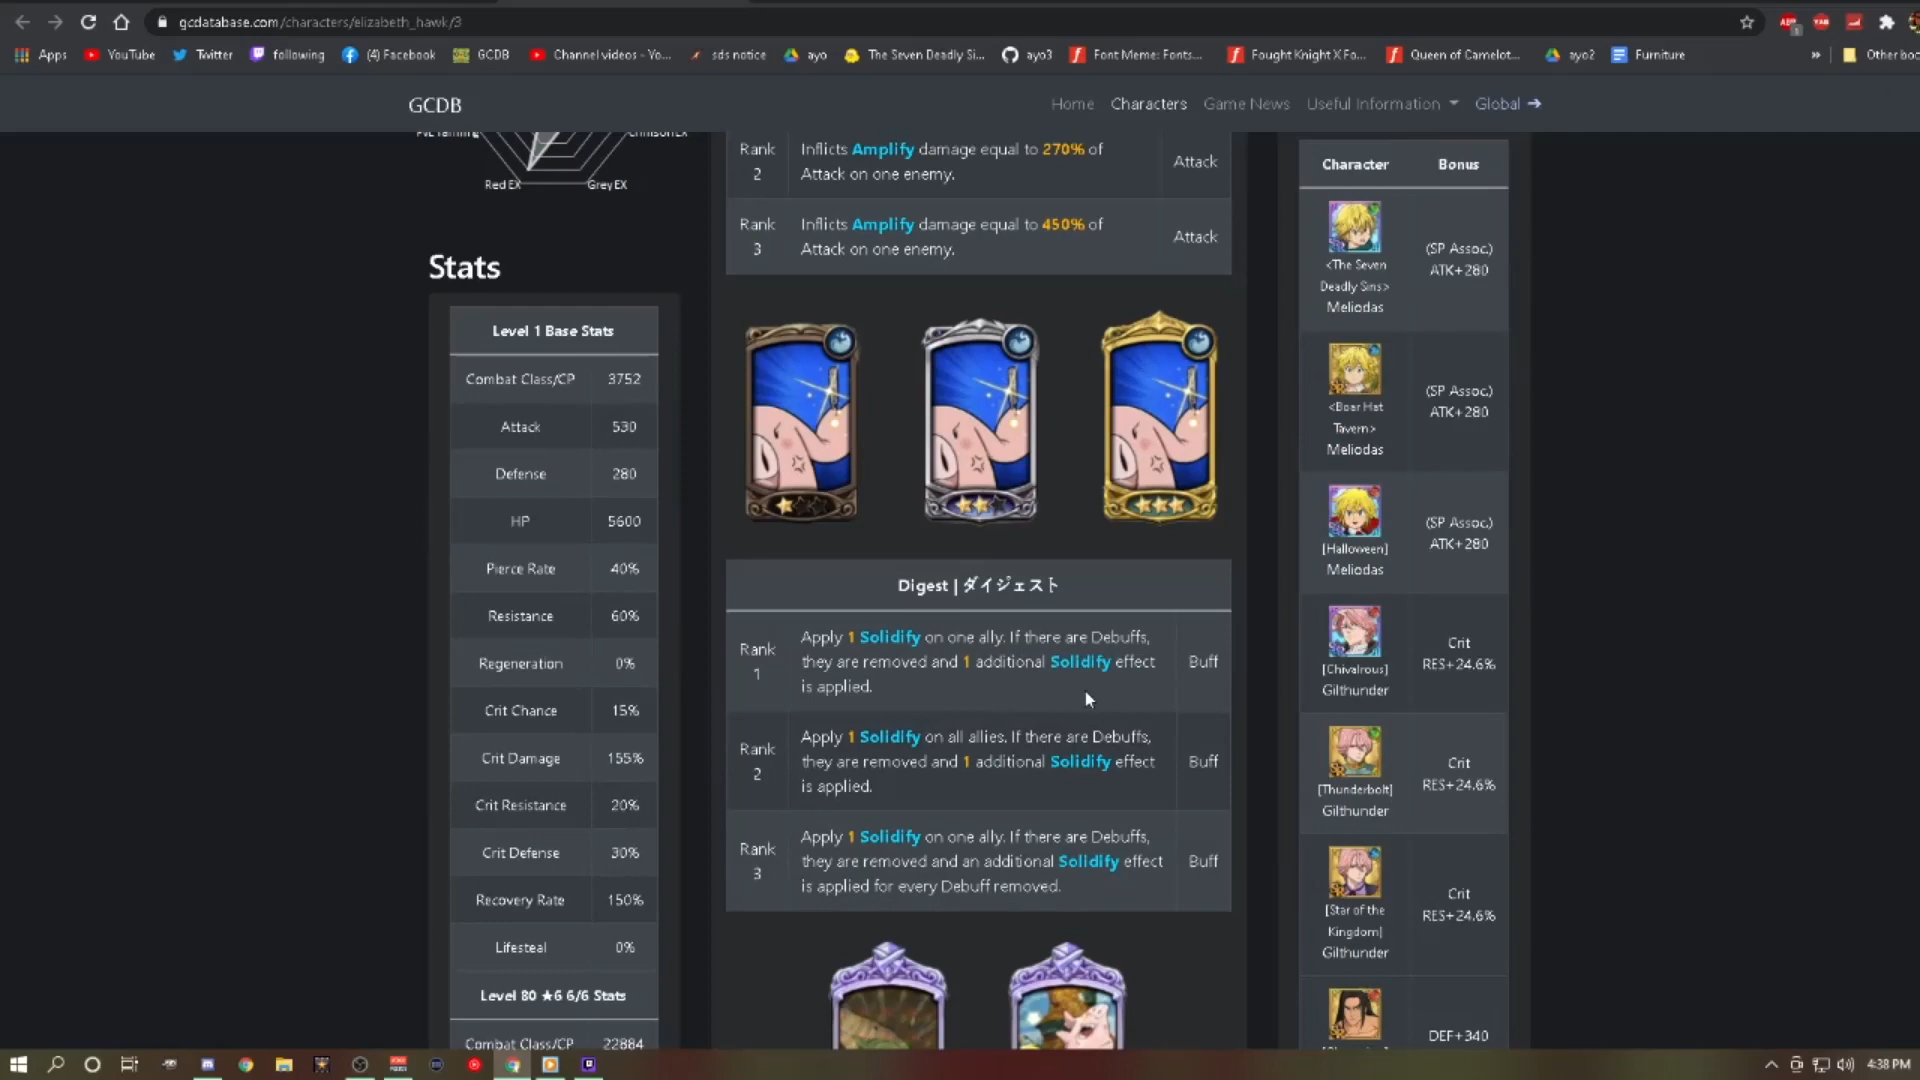 gcdatabase.com/characters/elizabeth_hawk/3
Apps
YouTube
Twitter
following
(4) Facebook
GCDB
Channel videos - Yo...
sds notice
ayo
The Seven Deadly Si...
ayo3
Font Meme: Fonts...
Fought Knight X Fo...
Queen of Camelot...
ayo2
Furniture
»
Other boo
GCDB
Home
Characters
Game News
Useful Information
Global
Red EX
Grey EX
Stats
Level 1 Base Stats
Combat Class/CP 3752
Attack 530
Defense 280
HP 5600
Pierce Rate 40%
Resistance 60%
Regeneration 0%
Crit Chance 15%
Crit Damage 155%
Crit Resistance 20%
Crit Defense 30%
Recovery Rate 150%
Lifesteal 0%
Level 80 ★6 6/6 Stats
Combat Class/CP 22884
Rank
2
Inflicts Amplify damage equal to 270% of
Attack on one enemy.
Attack
Rank
3
Inflicts Amplify damage equal to 450% of
Attack on one enemy.
Attack
Digest | ダイジェスト
Rank
1
Apply 1 Solidify on one ally. If there are Debuffs,
they are removed and 1 additional Solidify effect
is applied.
Buff
Rank
2
Apply 1 Solidify on all allies. If there are Debuffs,
they are removed and 1 additional Solidify effect
is applied.
Buff
Rank
3
Apply 1 Solidify on one ally. If there are Debuffs,
they are removed and an additional Solidify effect
is applied for every Debuff removed.
Buff
Character Bonus
<The Seven
Deadly Sins>
Meliodas
(SP Assoc.)
ATK+280
<Boar Hat
Tavern>
Meliodas
(SP Assoc.)
ATK+280
[Halloween]
Meliodas
(SP Assoc.)
ATK+280
[Chivalrous]
Gilthunder
Crit
RES+24.6%
[Thunderbolt]
Gilthunder
Crit
RES+24.6%
[Star of the
Kingdom]
Gilthunder
Crit
RES+24.6%
DEF+340
4:38 PM